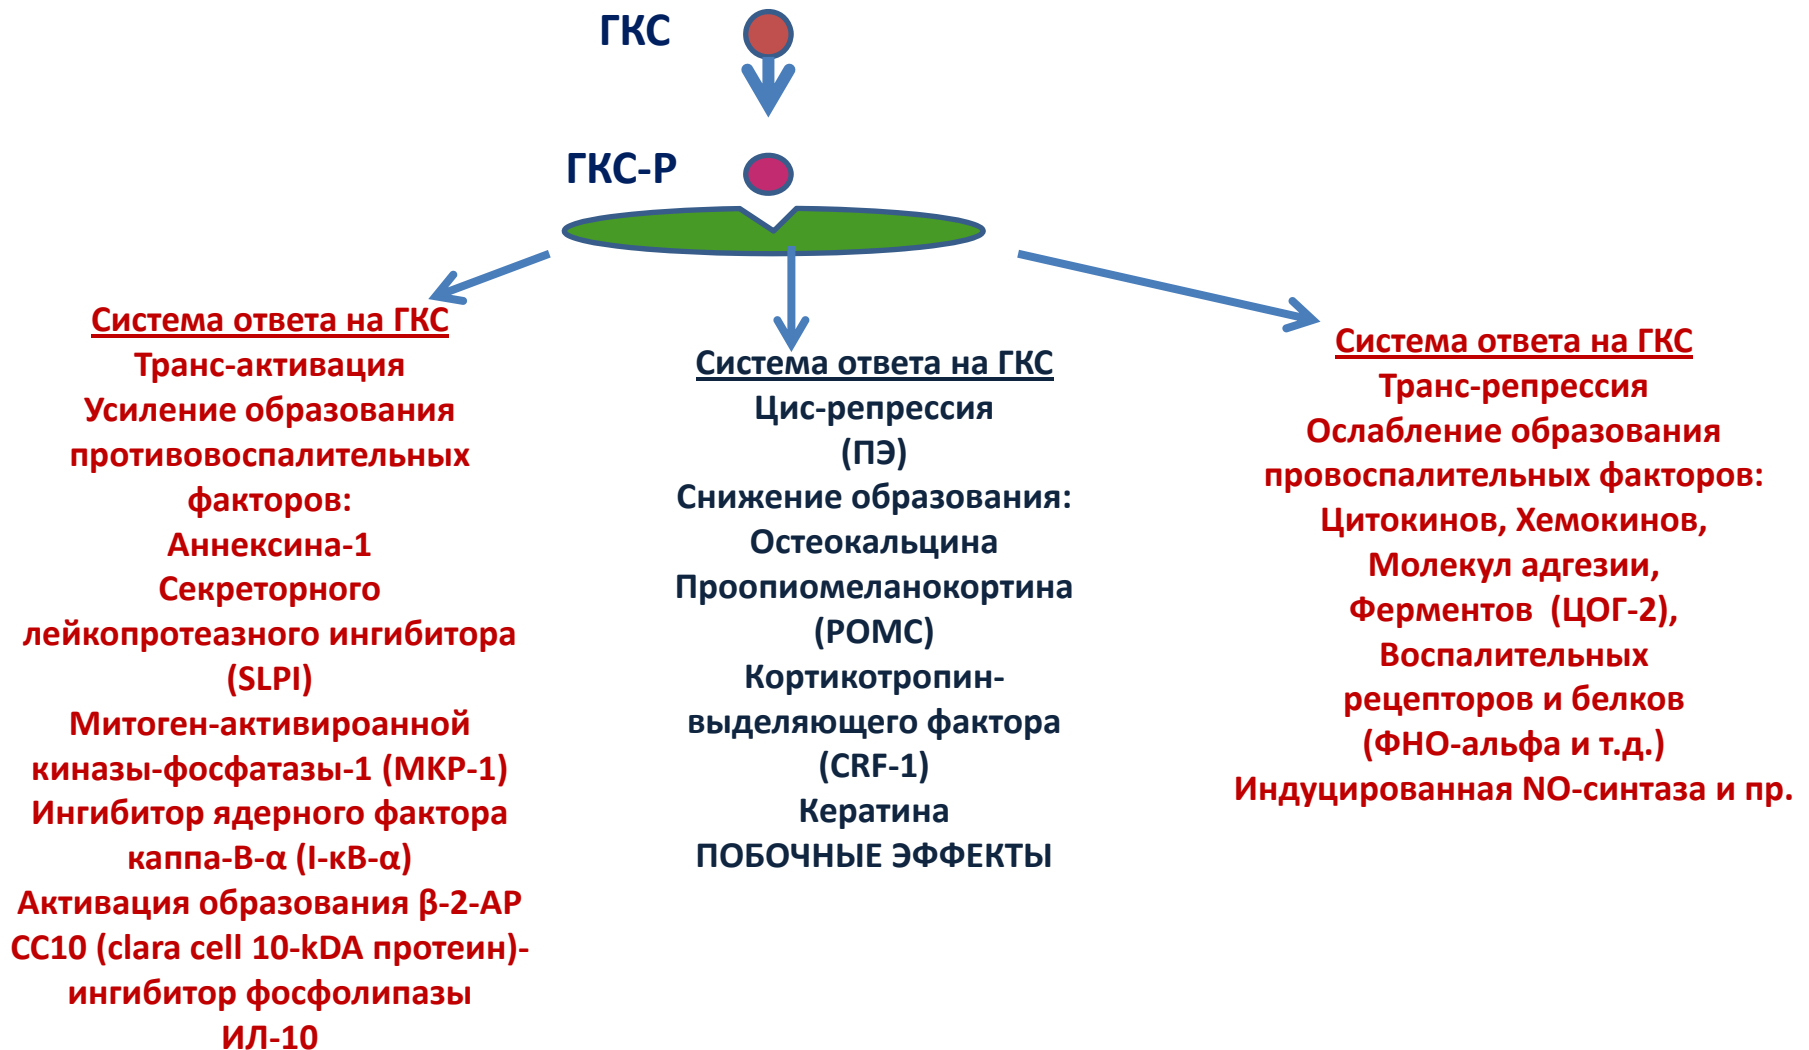 ГКС
ГКС-Р
Система ответа на ГКС
Транс-активация
Усиление образования
противовоспалительных
факторов:
Аннексина-1
Секреторного
лейкопротеазного ингибитора
(SLPI)
Митоген-активироанной
киназы-фосфатазы-1 (МКР-1)
Ингибитор ядерного фактора
каппа-В-α (I-κB-α)
Активация образования β-2-АР
СС10 (clara cell 10-kDA протеин)-
ингибитор фосфолипазы
ИЛ-10
Система ответа на ГКС
Цис-репрессия
(ПЭ)
Снижение образования:
Остеокальцина
Проопиомеланокортина
(POMC)
Кортикотропин-
выделяющего фактора
(CRF-1)
Кератина
ПОБОЧНЫЕ ЭФФЕКТЫ
Система ответа на ГКС
Транс-репрессия
Ослабление образования
провоспалительных факторов:
Цитокинов, Хемокинов,
Молекул адгезии,
Ферментов (ЦОГ-2),
Воспалительных
рецепторов и белков
(ФНО-альфа и т.д.)
Индуцированная NO-синтаза и пр.